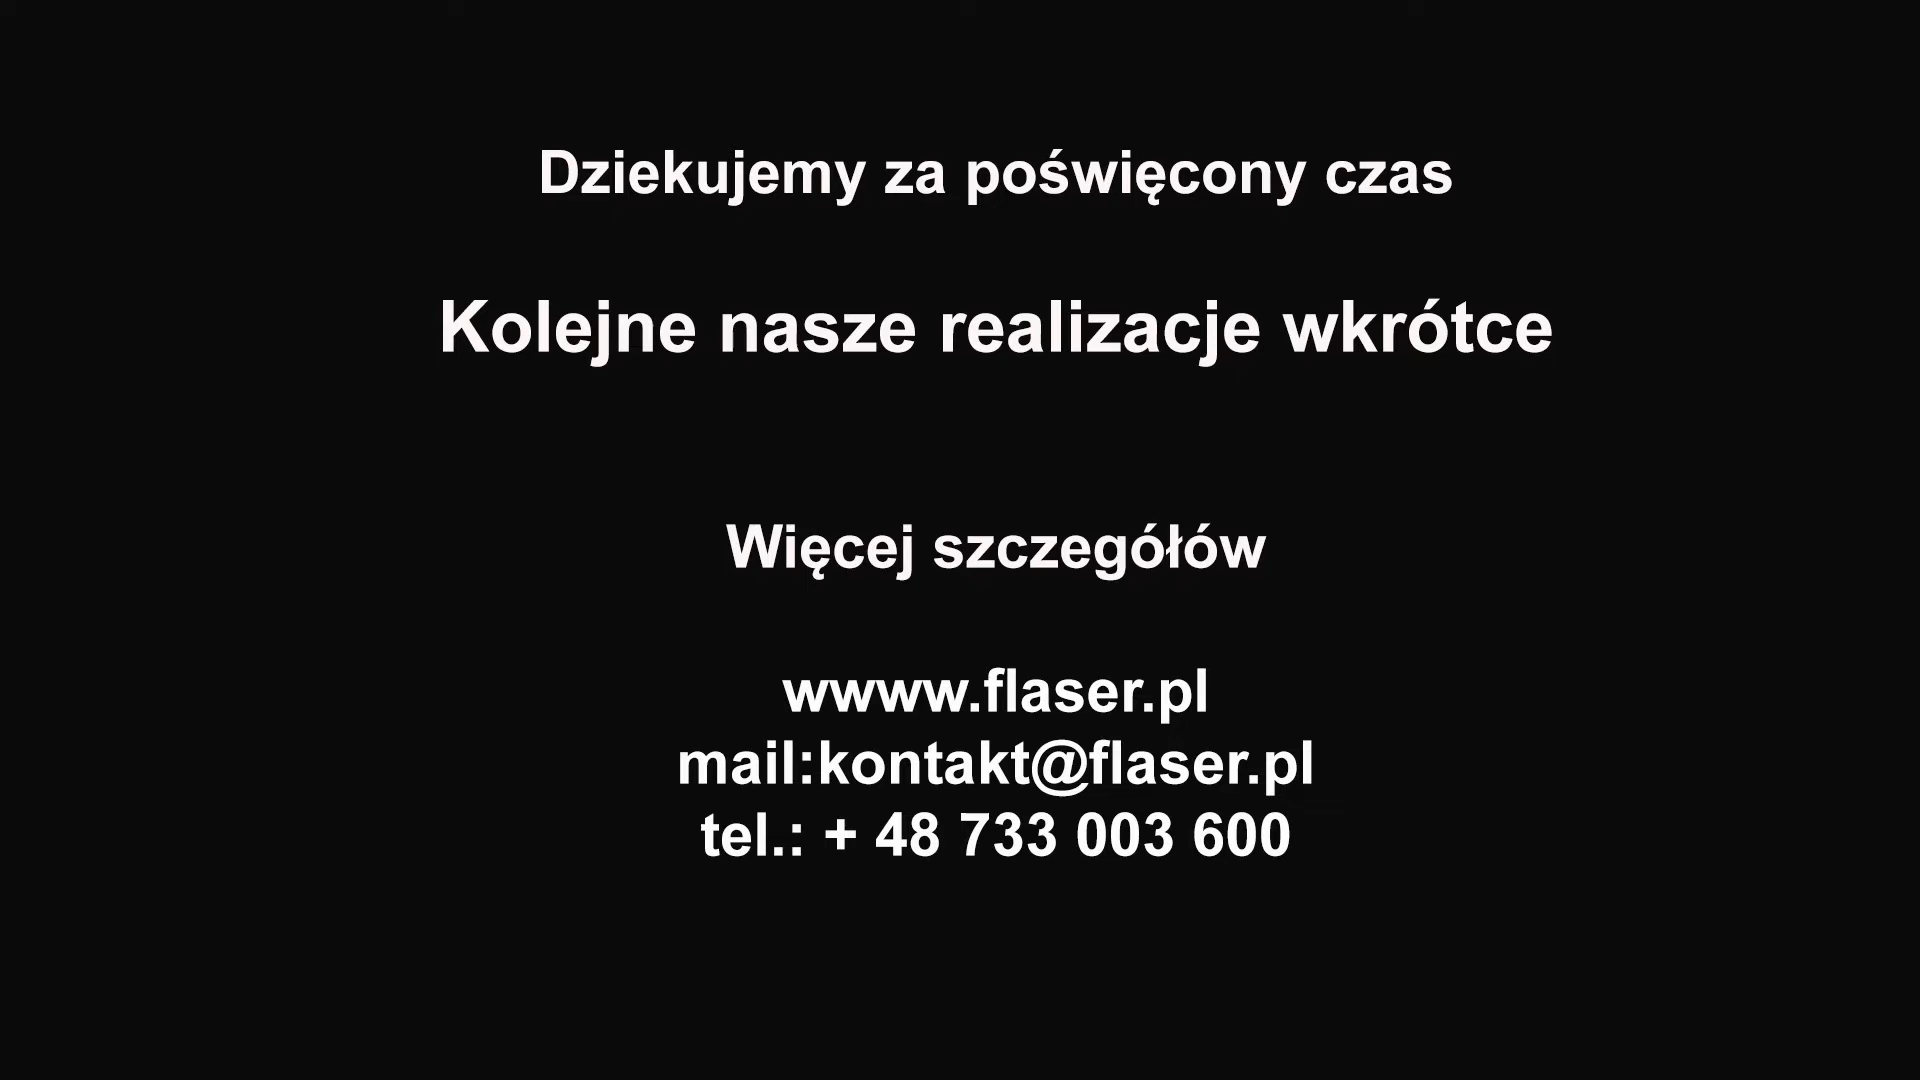 Dziekujemy za poświęcony czas
Kolejne nasze realizacje wkrótce
Więcej szczegółów
wwww.flaser.pl
mail:kontakt@flaser.pl
tel.: + 48 733 003 600